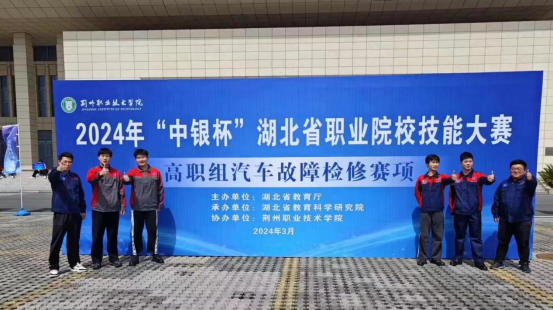 荆州职业技术学院
JINGZHOU INSTITUTE OF TECHNOLOGY
2024年“中银杯”湖北省职业院校技能大赛
高职组汽车故障检修赛项
主办单位：湖北省教育厅
承办单位：湖北省教育科学研究院
协办单位：荆州职业技术学院
2024年3月